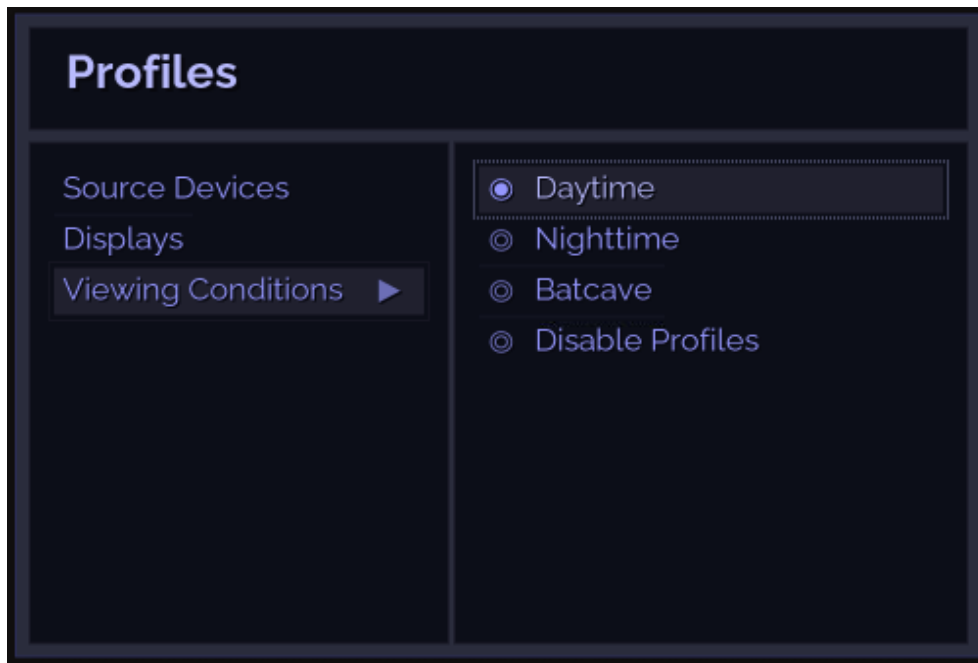 Profiles
Source Devices
Displays
Viewing Conditions
Daytime
Nighttime
Batcave
Disable Profiles